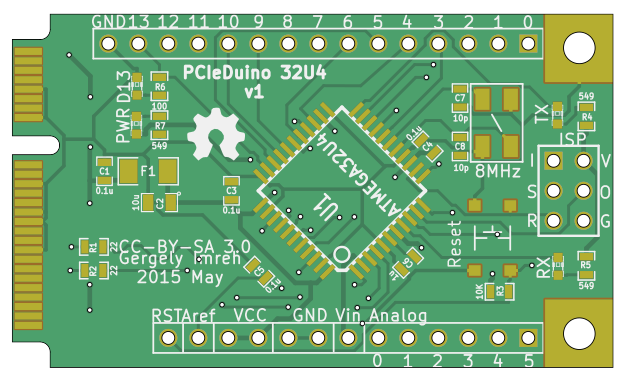 GND 13 12 11 10 9 8 7 6 5 4 3 2 1 0
PCIeDuino 32U4
v1
D13
R6
100
PWR
R7
549
C7
10p
C8
10p
8MHz
TX
549
R4
ISP
I
V
S
O
R
G
C1
0.1u
F1
10u
C2
C3
0.1u
0.1u
C4
ATMEGA32U4
U1
R1
22
R2
22
CC-BY-SA 3.0
Gergely Imreh
2015 May
C5
0.1u
C6
0.1u
Reset
10K
R3
RX
R5
549
RST Aref VCC GND Vin Analog
0 1 2 3 4 5